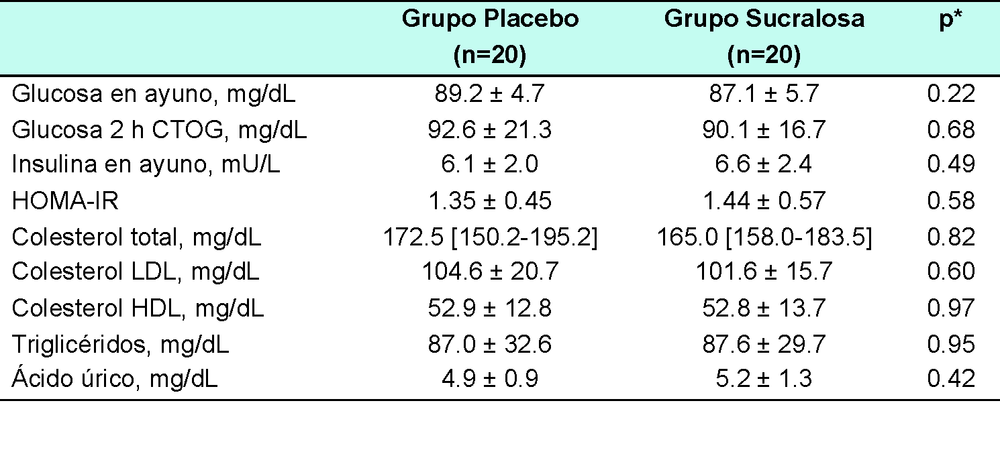 Grupo Placebo Grupo Sucralosa p*
(n=20) (n=20)
Glucosa en ayuno, mg/dL 89.2 ± 4.7 87.1 ± 5.7 0.22
Glucosa 2 h CTOG, mg/dL 92.6 ± 21.3 90.1 ± 16.7 0.68
Insulina en ayuno, mU/L 6.1 ± 2.0 6.6 ± 2.4 0.49
HOMA-IR 1.35 ± 0.45 1.44 ± 0.57 0.58
Colesterol total, mg/dL 172.5 [150.2-195.2] 165.0 [158.0-183.5] 0.82
Colesterol LDL, mg/dL 104.6 ± 20.7 101.6 ± 15.7 0.60
Colesterol HDL, mg/dL 52.9 ± 12.8 52.8 ± 13.7 0.97
Triglicéridos, mg/dL 87.0 ± 32.6 87.6 ± 29.7 0.95
Ácido úrico, mg/dL 4.9 ± 0.9 5.2 ± 1.3 0.42